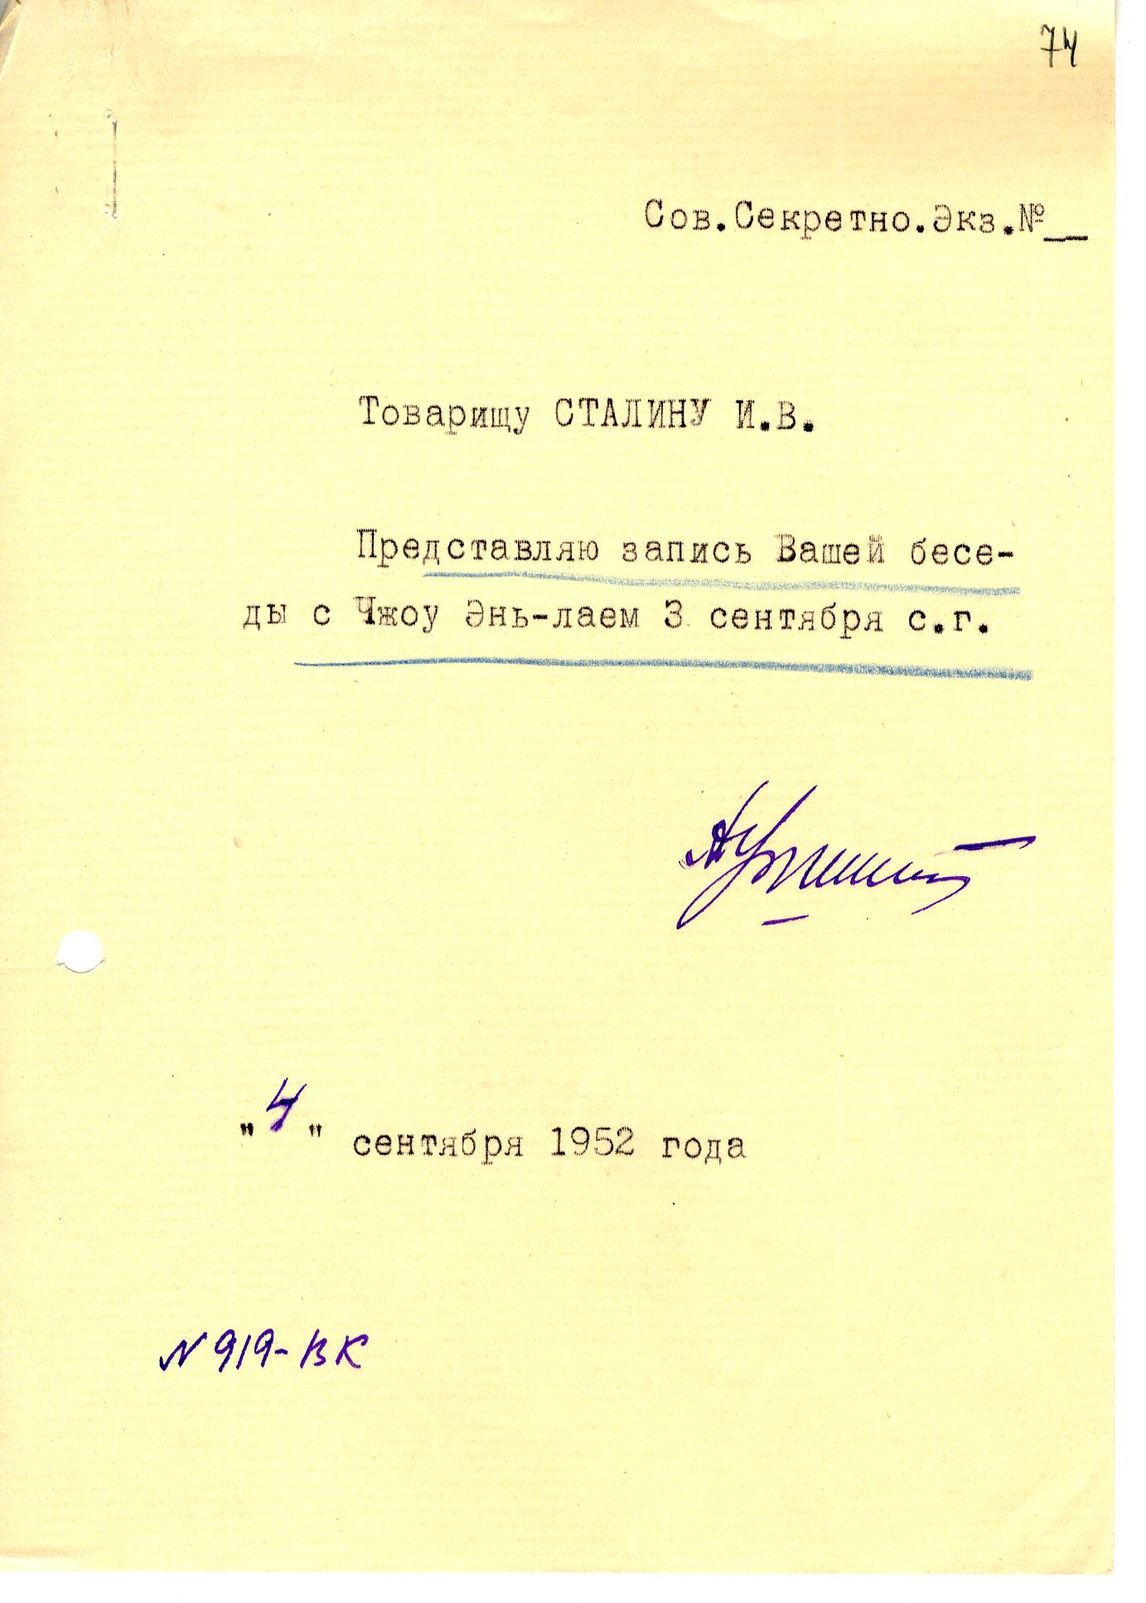 74
Сов.Секретно.Экз.№__
Товарищу СТАЛИНУ И.В.
Представляю запись Вашей бесе-
ды с Чжоу Энь-лаем 3 сентября с.г.
"4" сентября 1952 года
N 919-ВК